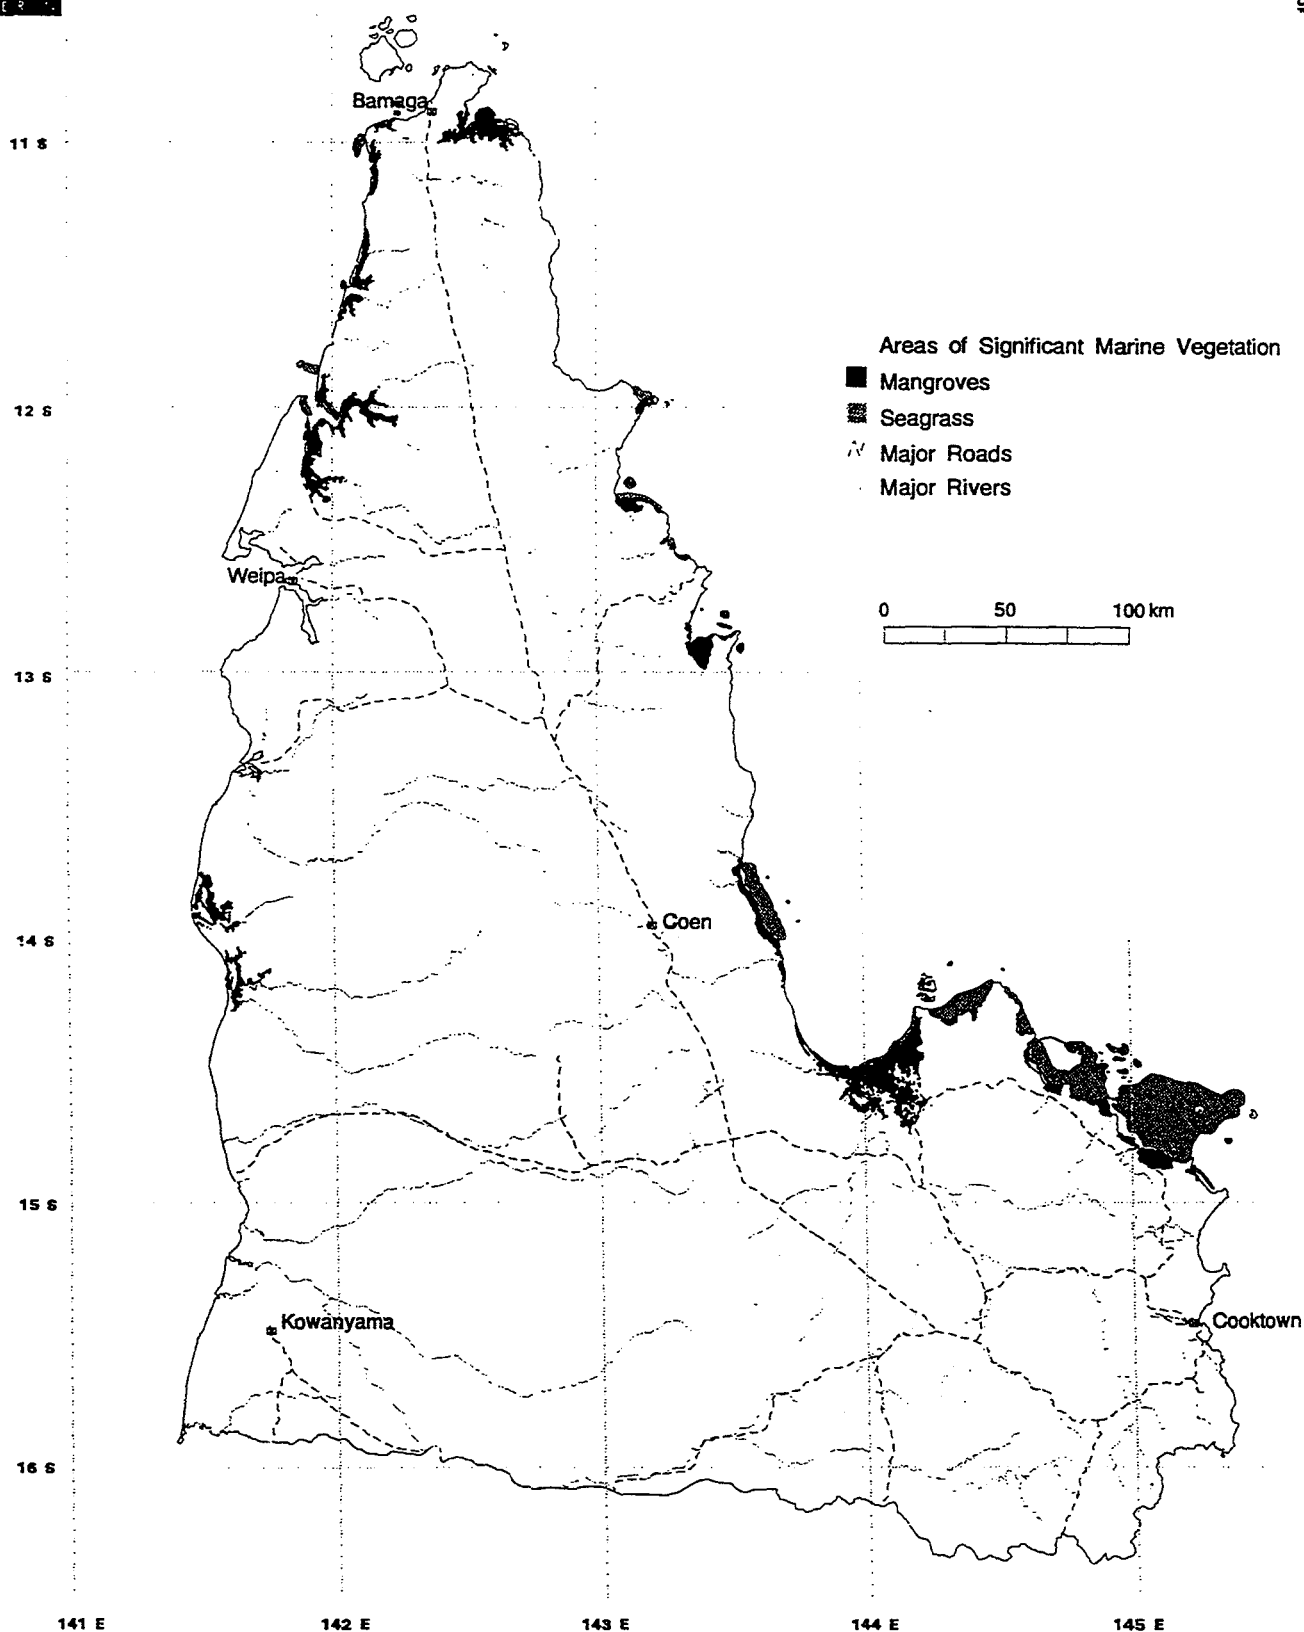 E R
Bamaga
11 S
Areas of Significant Marine Vegetation
Mangroves
12 S
Seagrass
Major Roads
Major Rivers
Weipa
0 50 100 km
13 S
Coen
14 S
15 S
Kowanyama
Cooktown
16 S
141 E 142 E 143 E 144 E 145 E